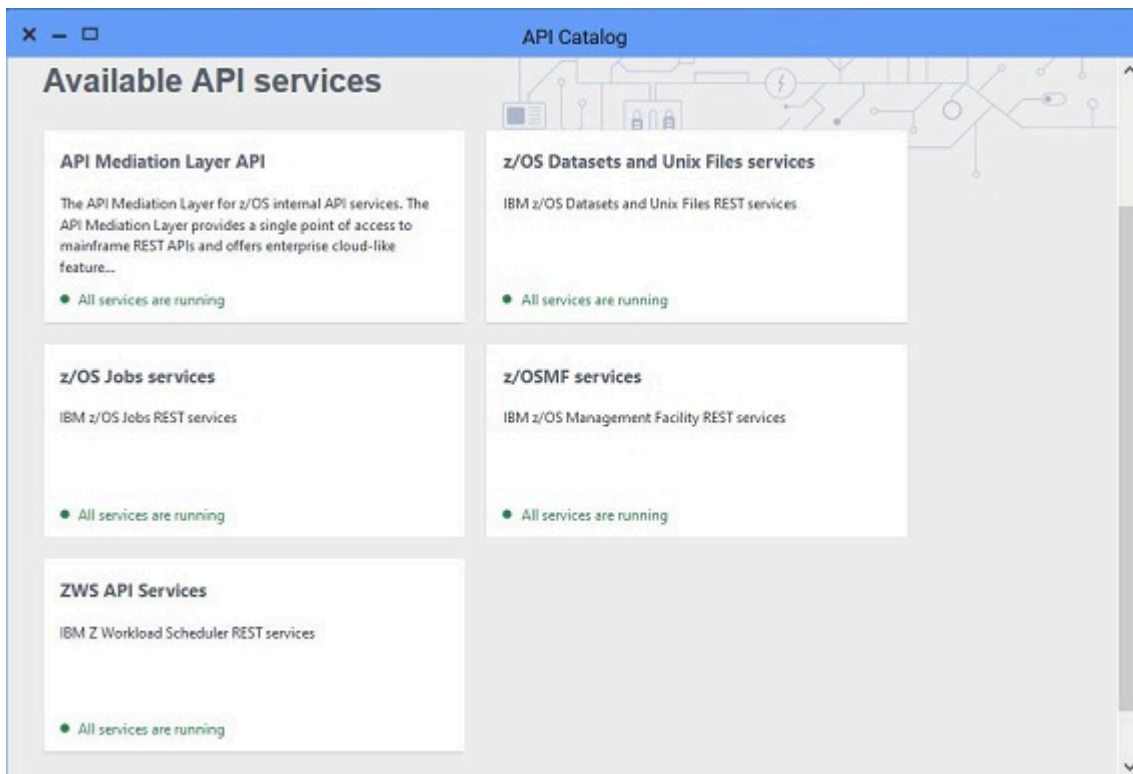 API Catalog
Available API services
API Mediation Layer API
The API Mediation Layer for z/OS internal API services. The
API Mediation Layer provides a single point of access to
mainframe REST APIs and offers enterprise cloud-like
feature...
All services are running
z/OS Datasets and Unix Files services
IBM z/OS Datasets and Unix Files REST services
All services are running
z/OS Jobs services
IBM z/OS Jobs REST services
All services are running
z/OSMF services
IBM z/OS Management Facility REST services
All services are running
ZWS API Services
IBM Z Workload Scheduler REST services
All services are running